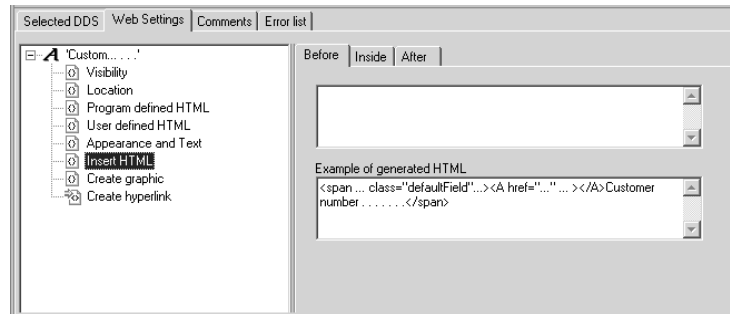 Selected DDS Web Settings Comments Error list
'Custom... . . .'
Visibility
Location
Program defined HTML
User defined HTML
Appearance and Text
Insert HTML
Create graphic
Create hyperlink
Before Inside After
Example of generated HTML
<span ... class="defaultField"...><A href="..." ... ></A>Customer
number . . . . . . .</span>